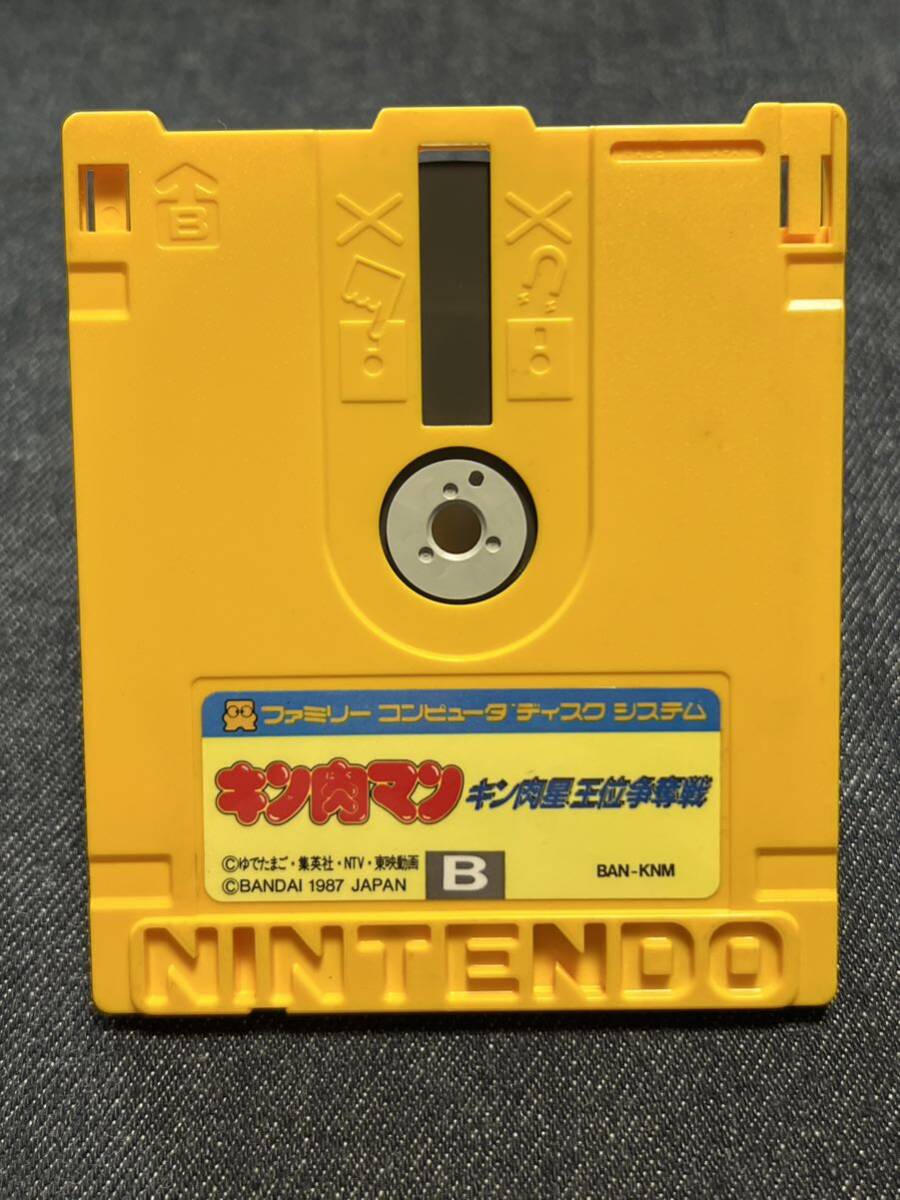 B
ファミリー コンピュータ ディスク システム
キン肉マン キン肉星王位争奪戦
©ゆでたまご・集英社・NTV・東映動画
©BANDAI 1987 JAPAN
B
BAN-KNM
NINTENDO